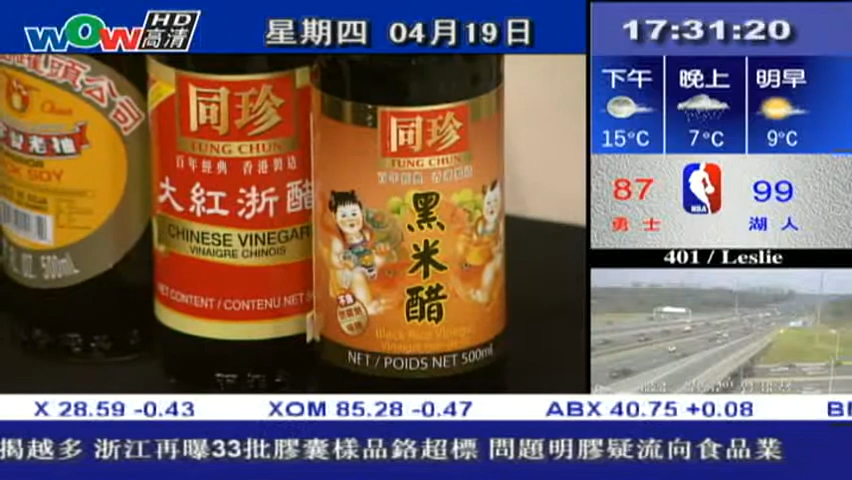 WOW HD 高清
星期四 04月19日
17:31:20
下午 晚上 明早
15°C 7°C 9°C
87 NBA 99
勇士 湖人
401 / Leslie
頭公司
500mL
同珍
TUNG CHUN
百年經典 香港製造
大紅浙醋
CHINESE VINEGAR
VINAIGRE CHINOIS
NET CONTENT / CONTENU NET
同珍
TUNG CHUN
黑米醋
Black Rice Vinegar
NET / POIDS NET 500mL
X 28.59 -0.43 XOM 85.28 -0.47 ABX 40.75 +0.08
揭越多 浙江再曝33批膠囊樣品鉻超標 問題明膠疑流向食品業